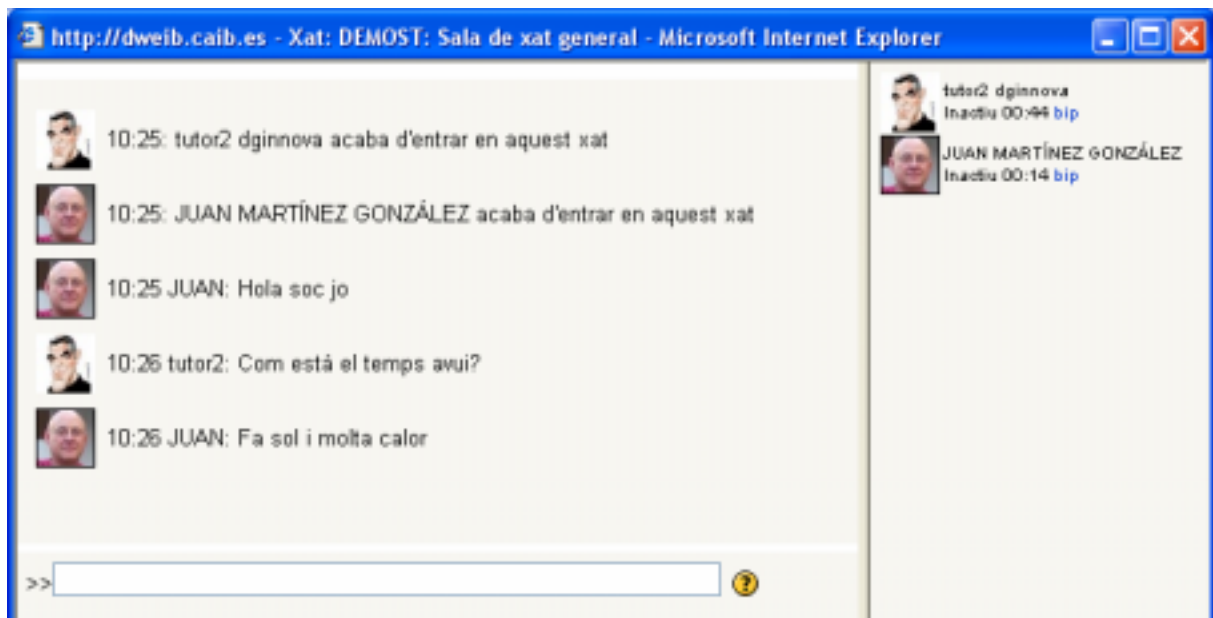 http://dweib.caib.es - Xat: DEMOST: Sala de xat general - Microsoft Internet Explorer
10:25: tutor2 dginnova acaba d'entrar en aquest xat
10:25: JUAN MARTÍNEZ GONZÁLEZ acaba d'entrar en aquest xat
10:25 JUAN: Hola soc jo
10:26 tutor2: Com está el temps avui?
10:26 JUAN: Fa sol i molta calor
>>
?
tutor2 dginnova
Inactiu 00:44 bip
JUAN MARTÍNEZ GONZÁLEZ
Inactiu 00:14 bip